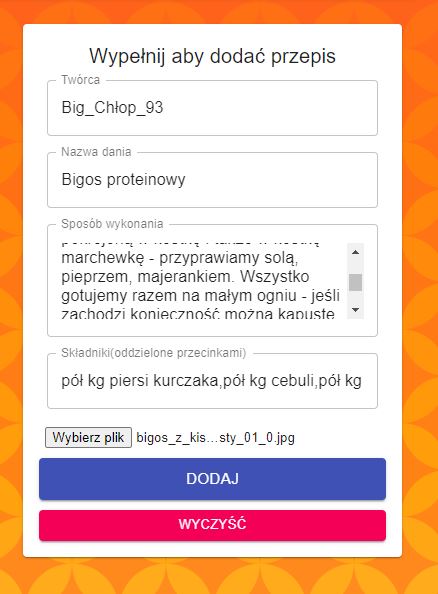 Wypełnij aby dodać przepis
Twórca
Big_Chłop_93
Nazwa dania
Bigos proteinowy
Sposób wykonania
marchewkę - przyprawiamy solą,
pieprzem, majerankiem. Wszystko
gotujemy razem na małym ogniu - jeśli
zachodzi konieczność można kapustę
Składniki(oddzielone przecinkami)
pół kg piersi kurczaka,pół kg cebuli,pół kg
Wybierz plik bigos_z_kis...sty_01_0.jpg
DODAJ
WYCZYŚĆ